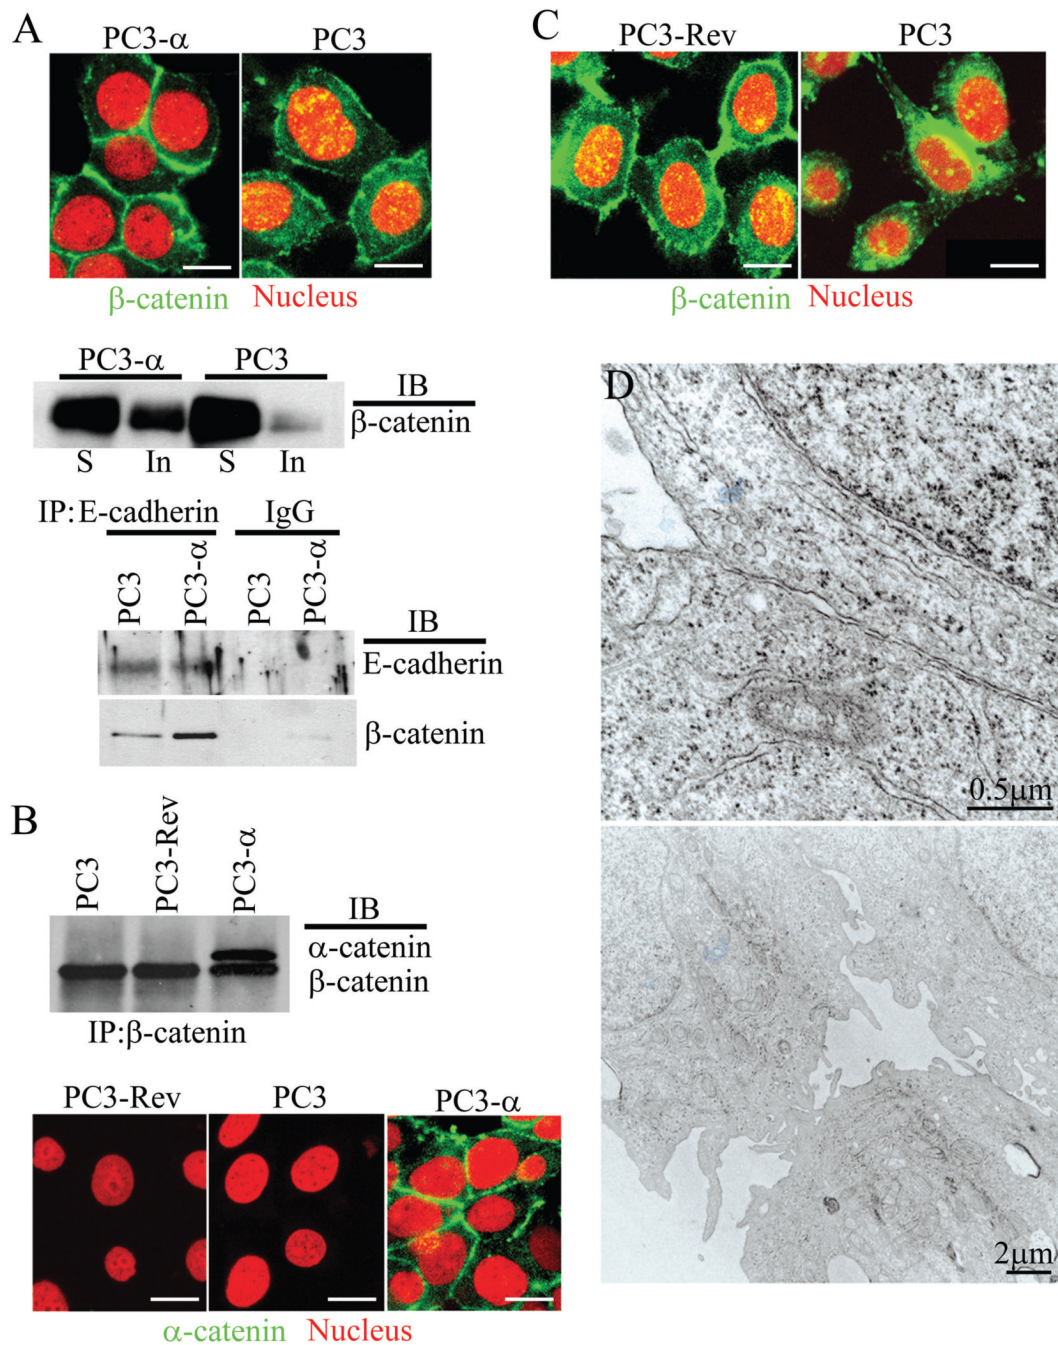 A
PC3-α PC3
β-catenin Nucleus
PC3-α PC3
IB
β-catenin
S In S In
IP: E-cadherin IgG
PC3 PC3-α PC3 PC3-α
IB
E-cadherin
β-catenin
B
PC3 PC3-Rev PC3-α
IB
α-catenin
β-catenin
IP:β-catenin
PC3-Rev PC3 PC3-α
α-catenin Nucleus
C
PC3-Rev PC3
β-catenin Nucleus
D
0.5µm
2µm